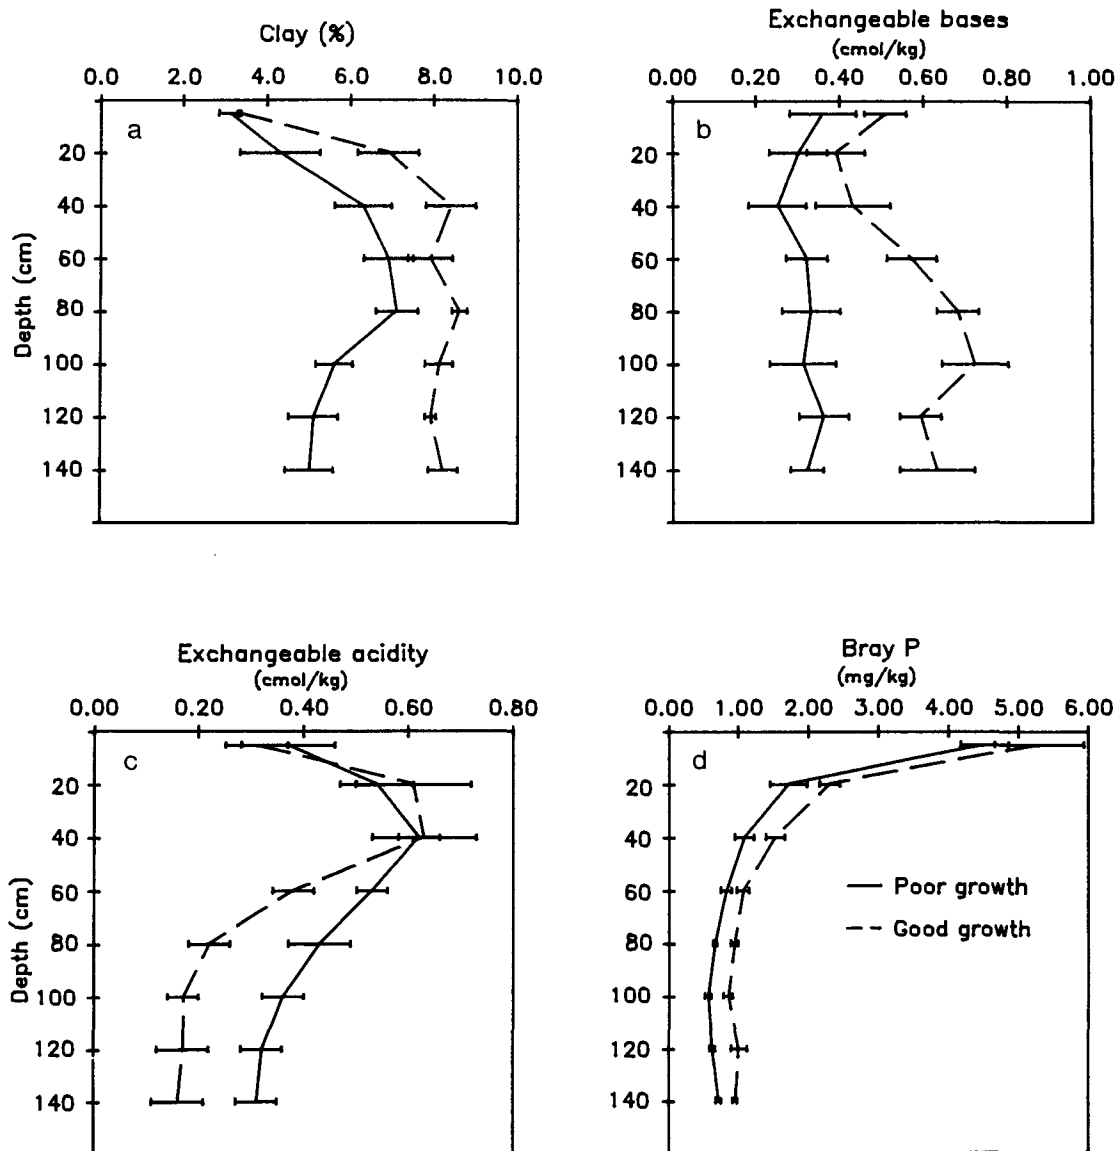 Clay (%)
0.0 2.0 4.0 6.0 8.0 10.0
a
20
40
60
80
100
120
140
Depth (cm)
Exchangeable bases
(cmol/kg)
0.00 0.20 0.40 0.60 0.80 1.00
b
20
40
60
80
100
120
140
Exchangeable acidity
(cmol/kg)
0.00 0.20 0.40 0.60 0.80
c
20
40
60
80
100
120
140
Depth (cm)
Bray P
(mg/kg)
0.00 1.00 2.00 3.00 4.00 5.00 6.00
d
20
40
60
80
100
120
140
Poor growth
Good growth